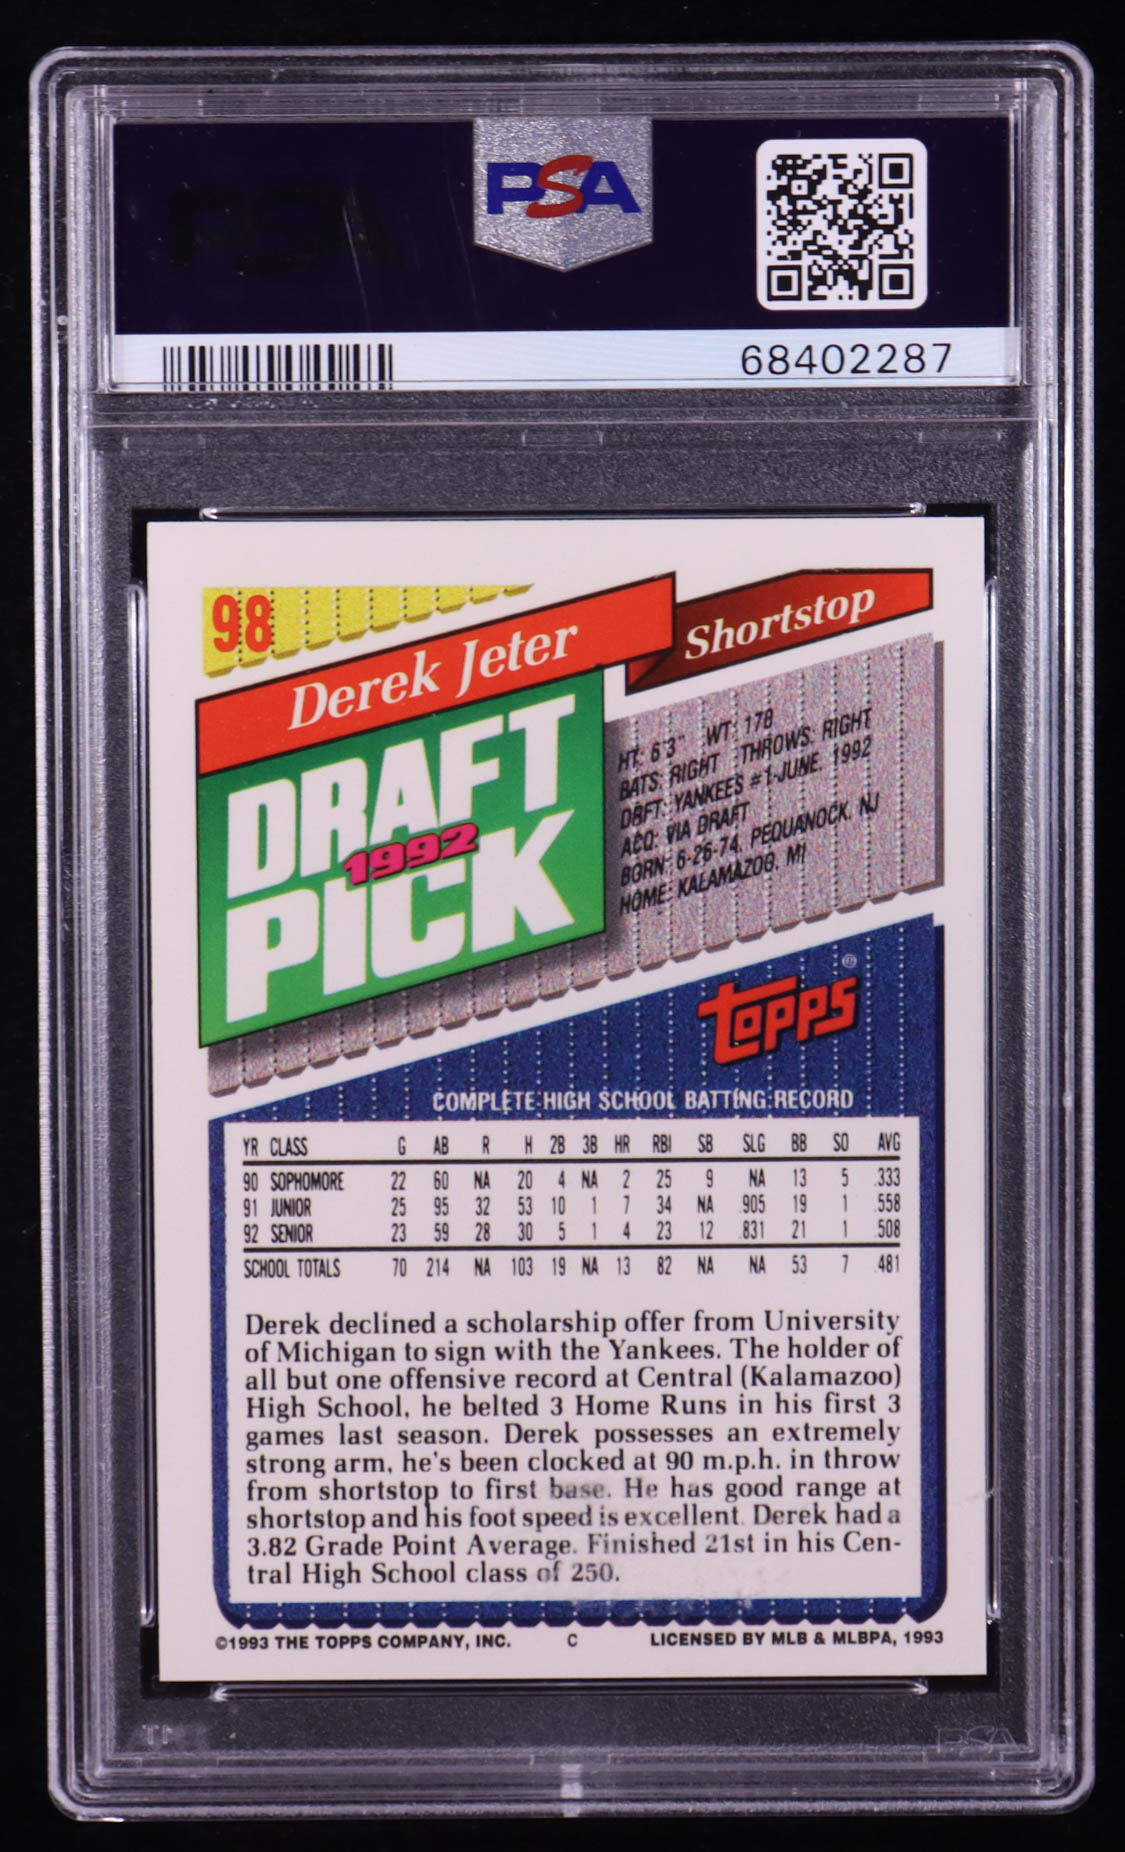 PSA
68402287
98
Derek Jeter
Shortstop
DRAFT
1992
PICK
HT: 6'3" WT: 178
BATS: RIGHT THROWS: RIGHT
DRFT: YANKEES #1-JUNE, 1992
ACQ: VIA DRAFT
BORN: 6-26-74, PEQUANOCK, NJ
HOME: KALAMAZOO, MI
Topps
COMPLETE HIGH SCHOOL BATTING RECORD
YR CLASS G AB R H 2B 3B HR RBI SB SLG BB SO AVG
90 SOPHOMORE 22 60 NA 20 4 NA 2 25 9 NA 13 5 .333
91 JUNIOR 25 95 32 53 10 1 7 34 NA .905 19 1 .558
92 SENIOR 23 59 28 30 5 1 4 23 12 .831 21 1 .508
SCHOOL TOTALS 70 214 NA 103 19 NA 13 82 NA NA 53 7 .481
Derek declined a scholarship offer from University
of Michigan to sign with the Yankees. The holder of
all but one offensive record at Central (Kalamazoo)
High School, he belted 3 Home Runs in his first 3
games last season. Derek possesses an extremely
strong arm, he's been clocked at 90 m.p.h. in throw
from shortstop to first base. He has good range at
shortstop and his foot speed is excellent. Derek had a
3.82 Grade Point Average. Finished 21st in his Cen-
tral High School class of 250.
©1993 THE TOPPS COMPANY, INC. C LICENSED BY MLB & MLBPA, 1993
PSA